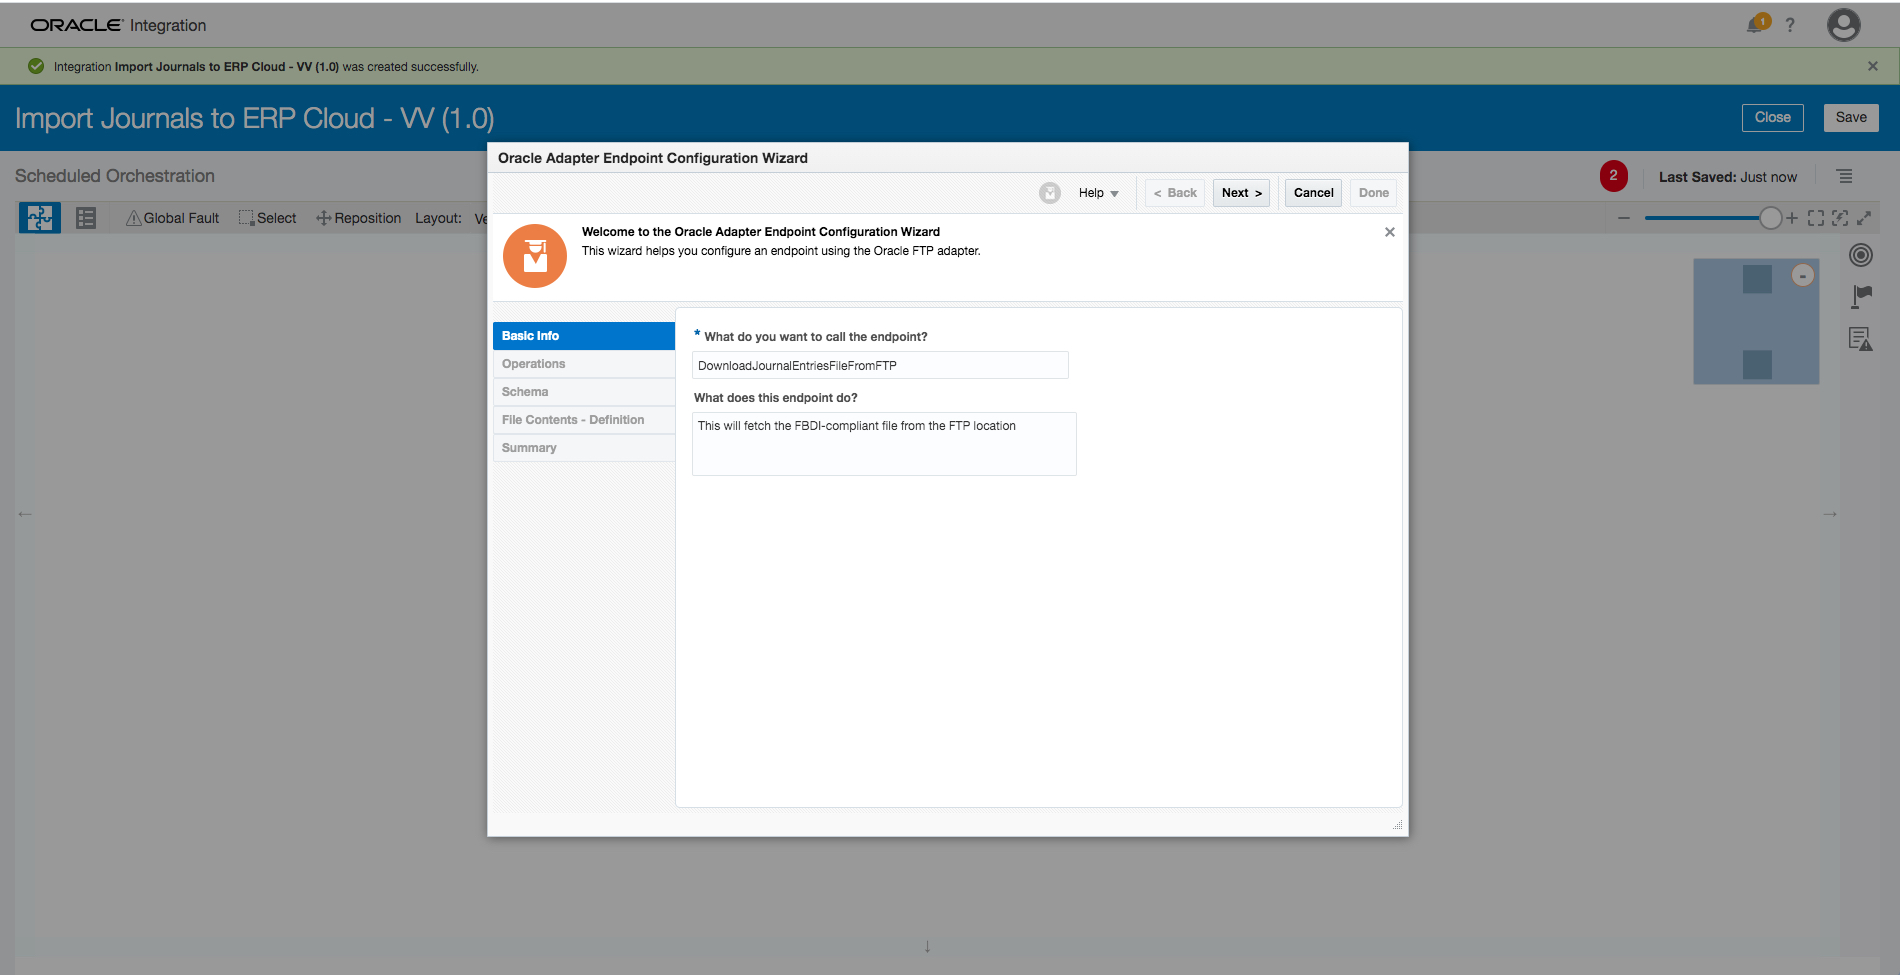 ORACLE Integration
1
?
Integration Import Journals to ERP Cloud - VV (1.0) was created successfully.
Import Journals to ERP Cloud - VV (1.0)
Close
Save
Oracle Adapter Endpoint Configuration Wizard
Scheduled Orchestration
2
Last Saved: Just now
Help
< Back
Next >
Cancel
Done
Global Fault
Select
Reposition
Layout:
Ve
Welcome to the Oracle Adapter Endpoint Configuration Wizard
This wizard helps you configure an endpoint using the Oracle FTP adapter.
Basic Info
Operations
Schema
File Contents - Definition
Summary
* What do you want to call the endpoint?
DownloadJournalEntriesFileFromFTP
What does this endpoint do?
This will fetch the FBDI-compliant file from the FTP location